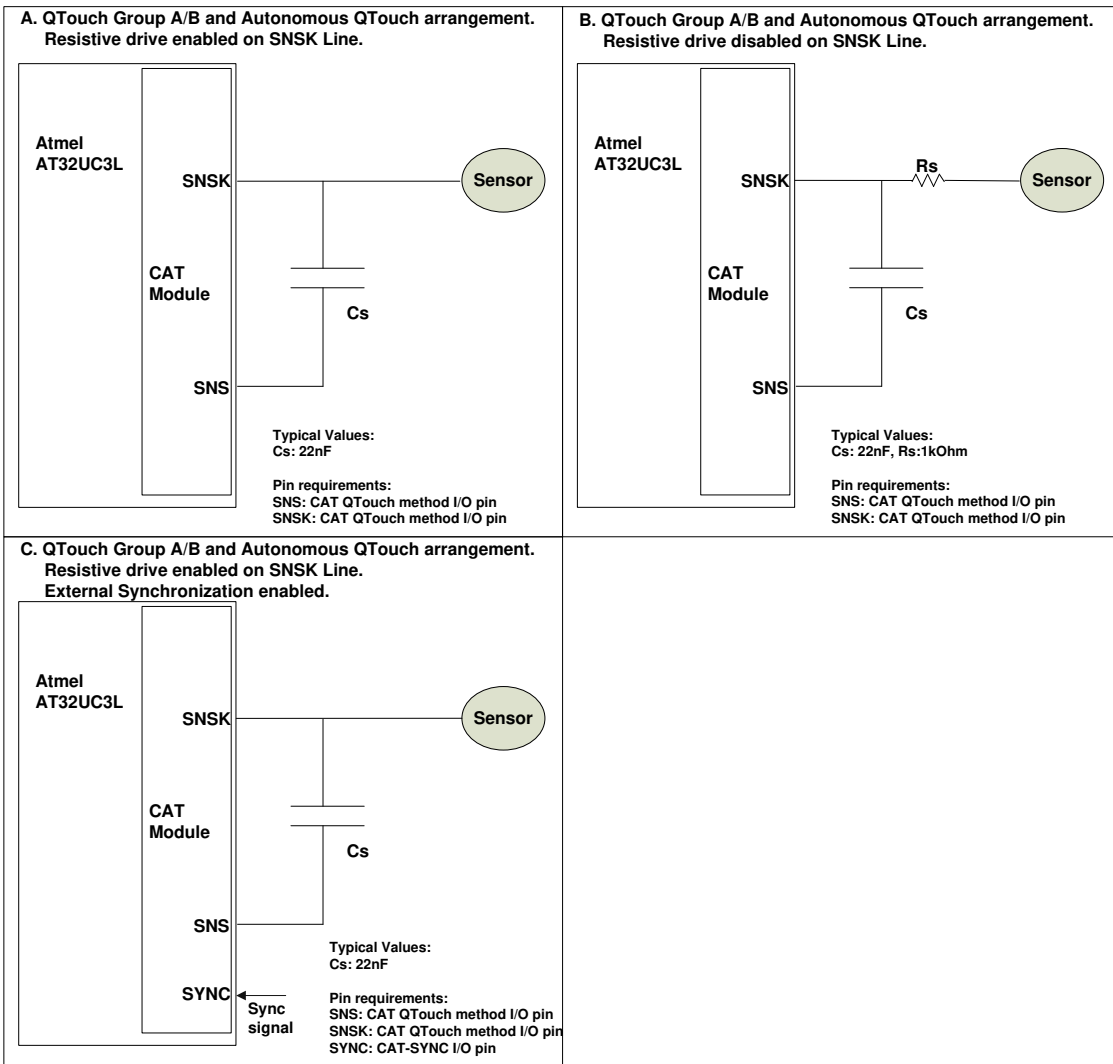 A. QTouch Group A/B and Autonomous QTouch arrangement.
Resistive drive enabled on SNSK Line.
Atmel
AT32UC3L
SNSK
Sensor
CAT
Module
Cs
SNS
Typical Values:
Cs: 22nF
Pin requirements:
SNS: CAT QTouch method I/O pin
SNSK: CAT QTouch method I/O pin
B. QTouch Group A/B and Autonomous QTouch arrangement.
Resistive drive disabled on SNSK Line.
Atmel
AT32UC3L
SNSK
Rs
Sensor
CAT
Module
Cs
SNS
Typical Values:
Cs: 22nF, Rs:1kOhm
Pin requirements:
SNS: CAT QTouch method I/O pin
SNSK: CAT QTouch method I/O pin
C. QTouch Group A/B and Autonomous QTouch arrangement.
Resistive drive enabled on SNSK Line.
External Synchronization enabled.
Atmel
AT32UC3L
SNSK
Sensor
CAT
Module
Cs
SNS
SYNC
Sync
signal
Typical Values:
Cs: 22nF
Pin requirements:
SNS: CAT QTouch method I/O pin
SNSK: CAT QTouch method I/O pin
SYNC: CAT-SYNC I/O pin